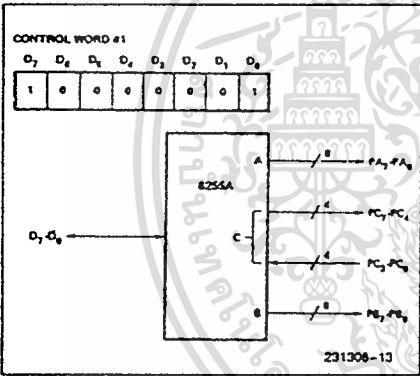 CONTROL WORD #1
D7 D6 D5 D4 D3 D2 D1 D0
1 0 0 0 0 0 0 1
A
8
PA7-PA0
8255A
4
PC7-PC4
D7-D0
C
4
PC3-PC0
B
8
PB7-PB0
231308-13